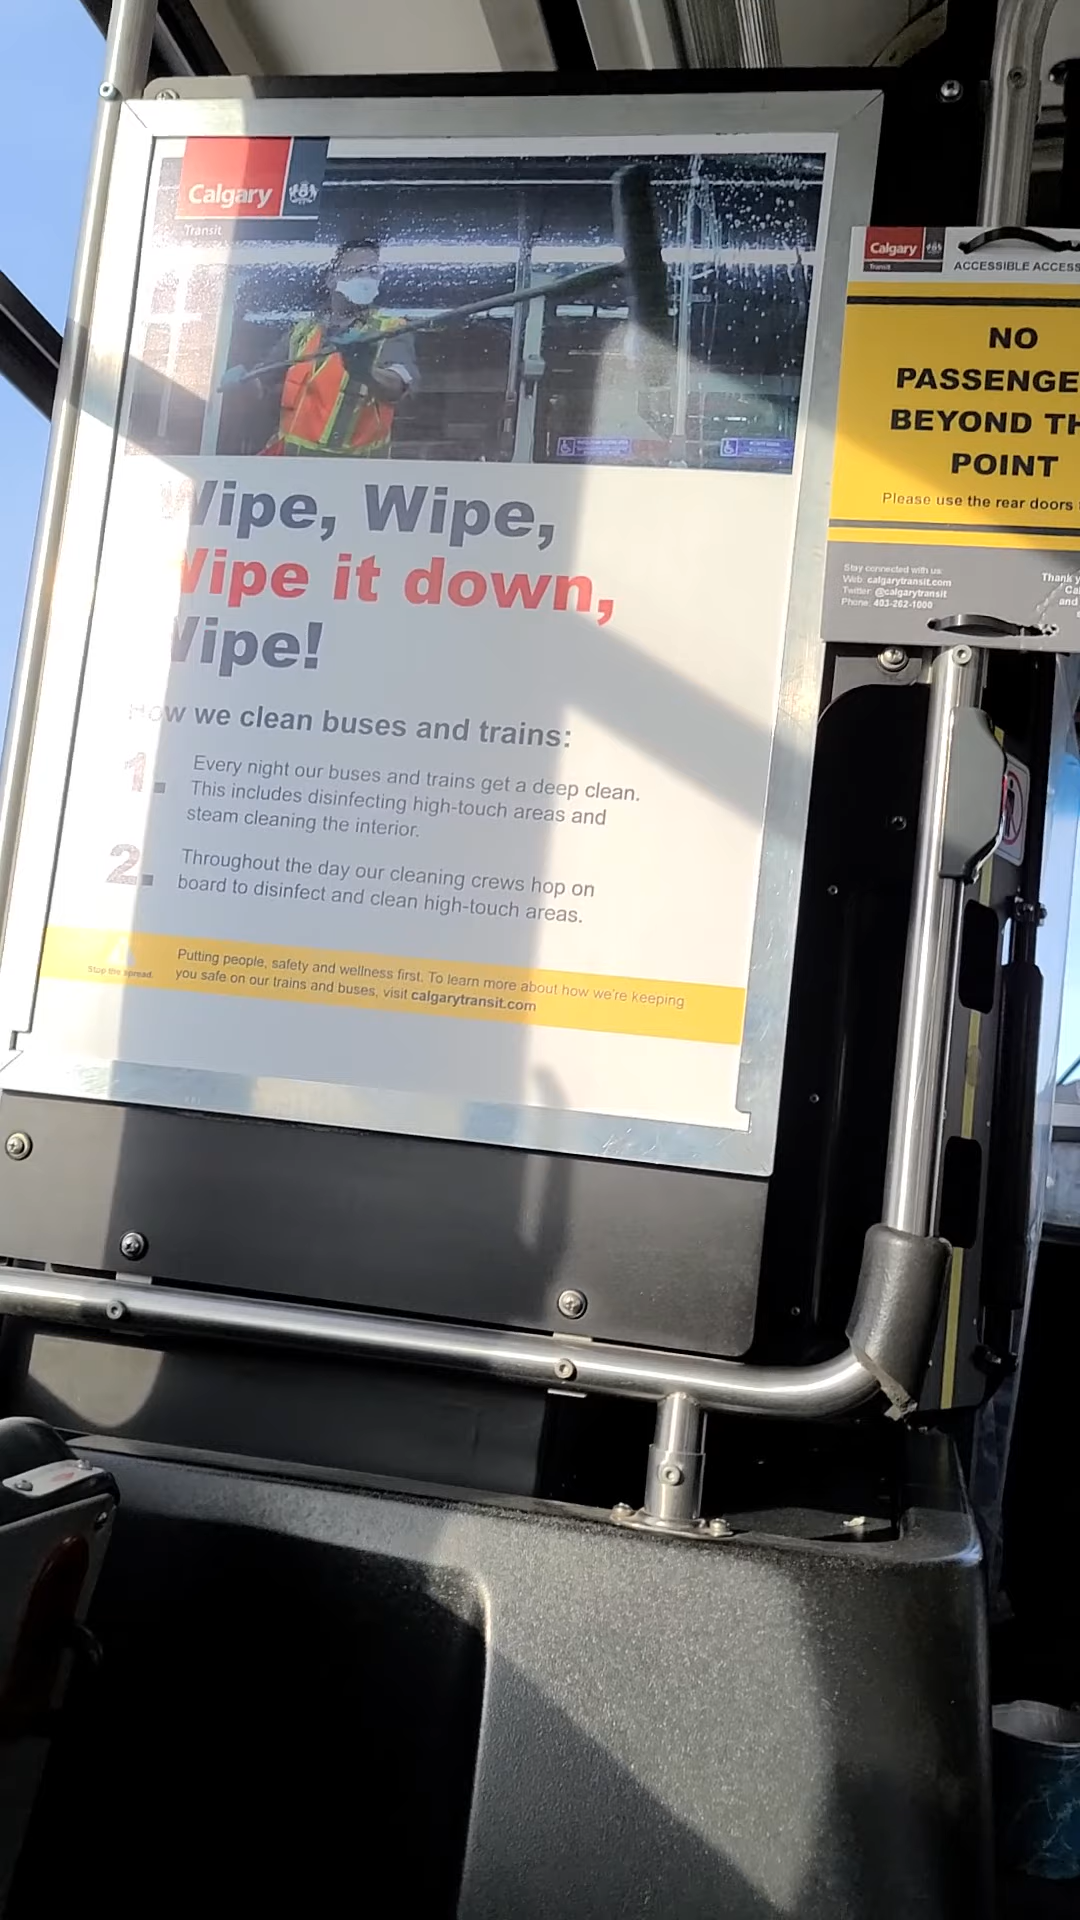 Calgary
Transit
Wipe, Wipe,
Wipe it down,
Wipe!
How we clean buses and trains:
1.
Every night our buses and trains get a deep clean.
This includes disinfecting high-touch areas and
steam cleaning the interior.
2.
Throughout the day our cleaning crews hop on
board to disinfect and clean high-touch areas.
Stop the spread.
Putting people, safety and wellness first. To learn more about how we're keeping
you safe on our trains and buses, visit calgarytransit.com
Calgary
Transit
ACCESSIBLE ACCESS
NO
PASSENGE
BEYOND TH
POINT
Please use the rear doors
Stay connected with us:
Web: calgarytransit.com
Twitter: @calgarytransit
Phone: 403-262-1000
Thank y
Cal
and